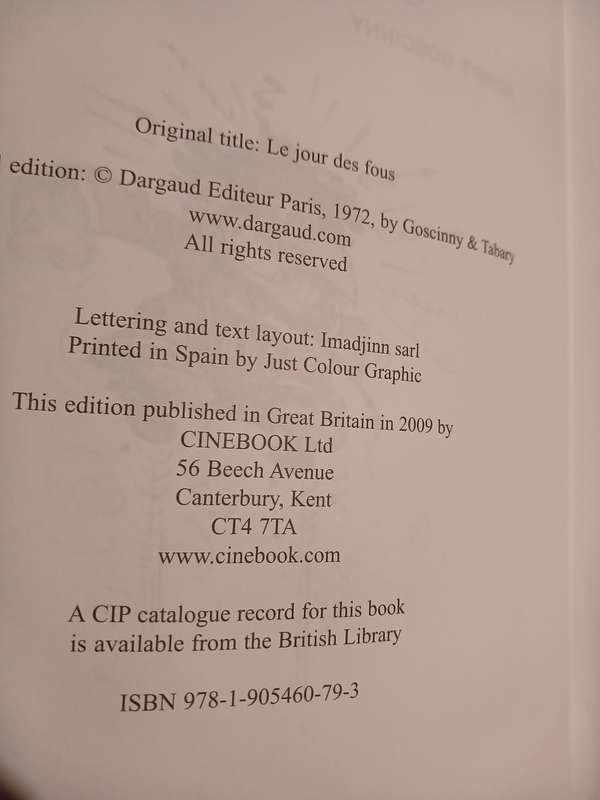 Original title: Le jour des fous
edition: © Dargaud Editeur Paris, 1972, by Goscinny & Tabary
www.dargaud.com
All rights reserved
Lettering and text layout: Imadjinn sarl
Printed in Spain by Just Colour Graphic
This edition published in Great Britain in 2009 by
CINEBOOK Ltd
56 Beech Avenue
Canterbury, Kent
CT4 7TA
www.cinebook.com
A CIP catalogue record for this book
is available from the British Library
ISBN 978-1-905460-79-3